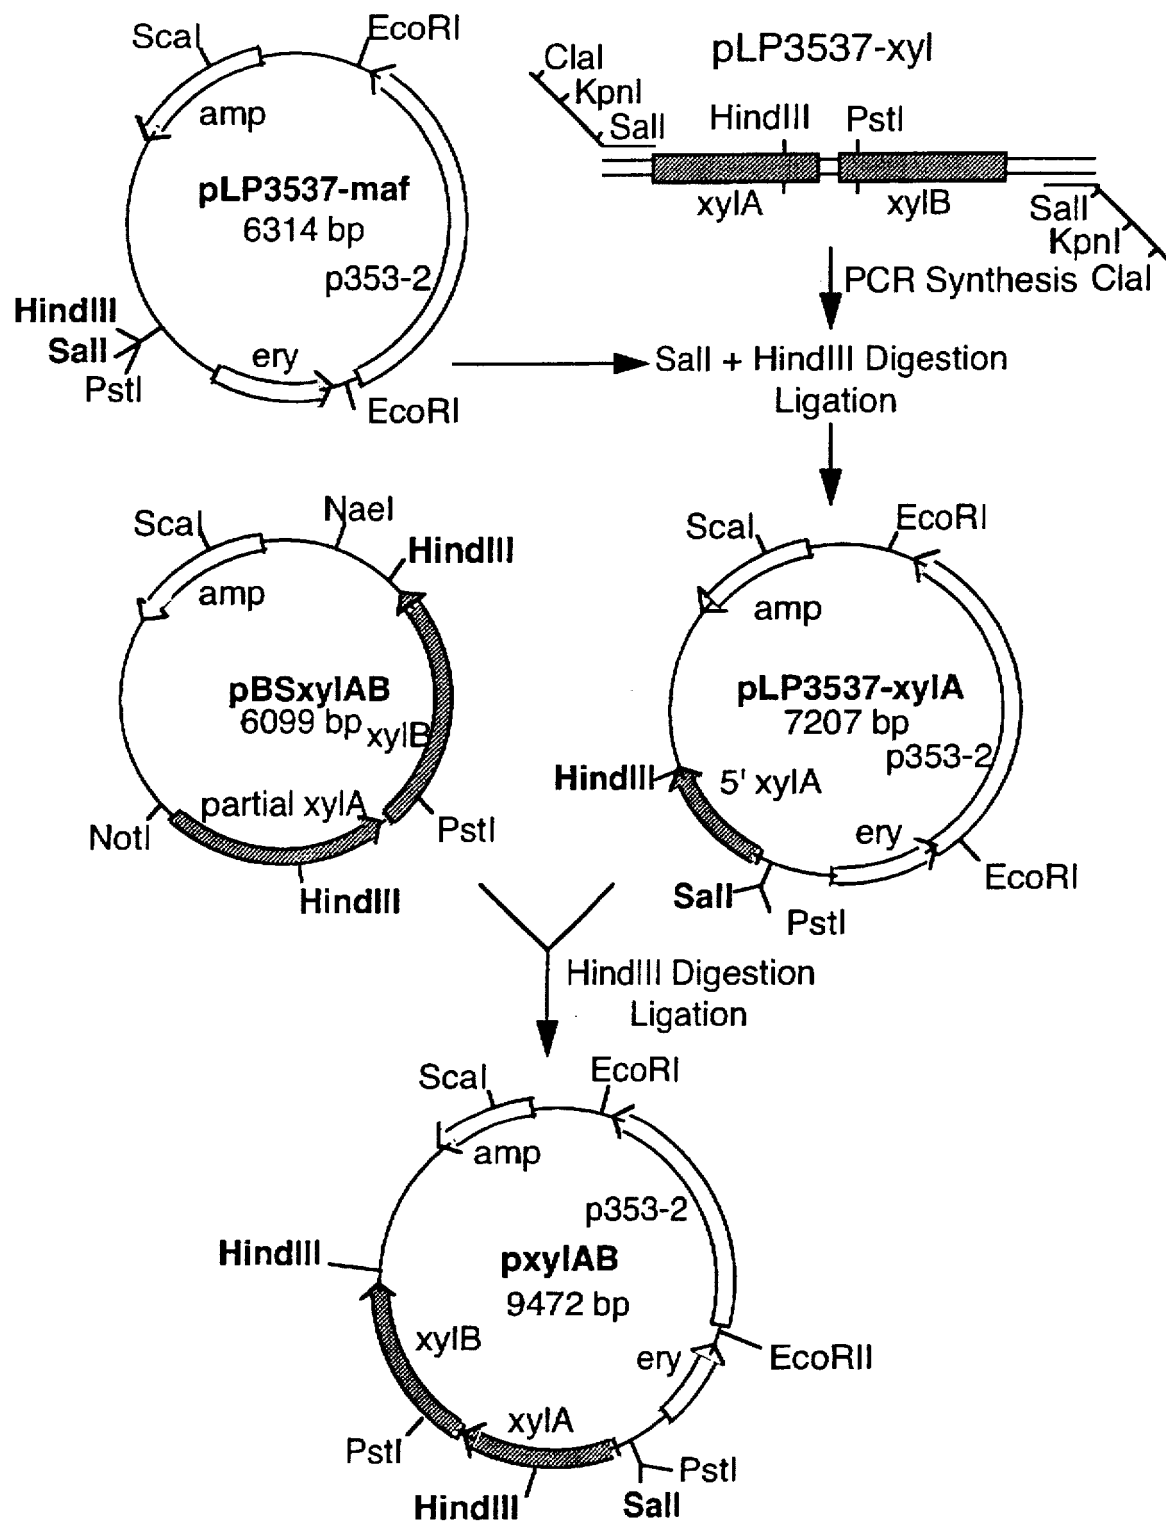 ScaI
EcoRI
amp
pLP3537-maf
6314 bp
p353-2
HindIII
SalI
PstI
ery
EcoRI
pLP3537-xyl
ClaI
KpnI
SalI
HindIII
PstI
xylA
xylB
SalI
KpnI
PCR Synthesis
ClaI
SalI + HindIII Digestion
Ligation
ScaI
NaeI
HindIII
amp
pBSxylAB
6099 bp
xylB
partial xylA
NotI
PstI
HindIII
ScaI
EcoRI
amp
pLP3537-xylA
7207 bp
p353-2
HindIII
5' xylA
ery
EcoRI
SalI
PstI
HindIII Digestion
Ligation
ScaI
EcoRI
amp
p353-2
HindIII
pxylAB
9472 bp
xylB
ery
EcoRII
xylA
PstI
PstI
HindIII
SalI